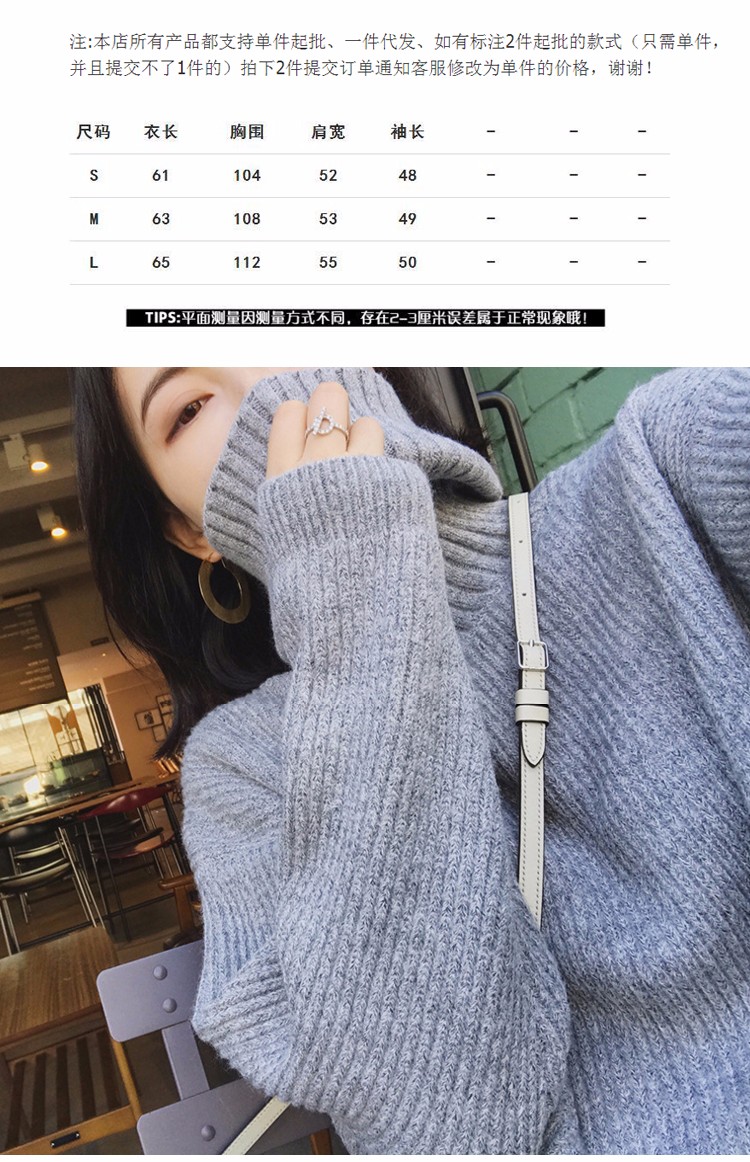 注:本店所有产品都支持单件起批、一件代发、如有标注2件起批的款式（只需单件，
并且提交不了1件的）拍下2件提交订单通知客服修改为单件的价格，谢谢！
尺码 衣长 胸围 肩宽 袖长 - - -
S 61 104 52 48 - - -
M 63 108 53 49 - - -
L 65 112 55 50 - - -
TIPS:平面测量因测量方式不同，存在2-3厘米误差属于正常现象哦！